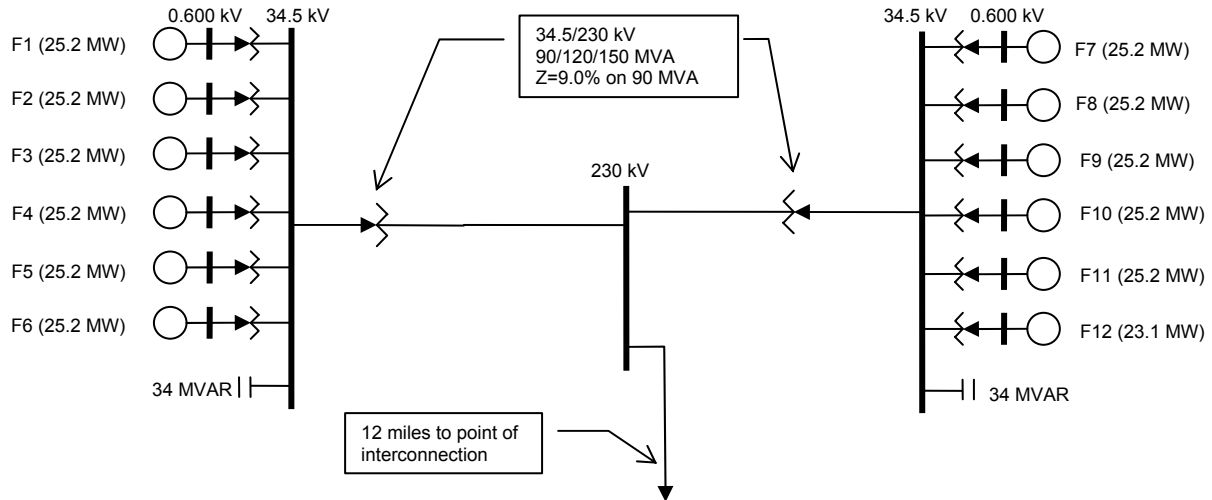 0.600 kV
34.5 kV
F1 (25.2 MW)
F2 (25.2 MW)
F3 (25.2 MW)
F4 (25.2 MW)
F5 (25.2 MW)
F6 (25.2 MW)
34 MVAR
34.5/230 kV
90/120/150 MVA
Z=9.0% on 90 MVA
230 kV
12 miles to point of
interconnection
34.5 kV
0.600 kV
F7 (25.2 MW)
F8 (25.2 MW)
F9 (25.2 MW)
F10 (25.2 MW)
F11 (25.2 MW)
F12 (23.1 MW)
34 MVAR